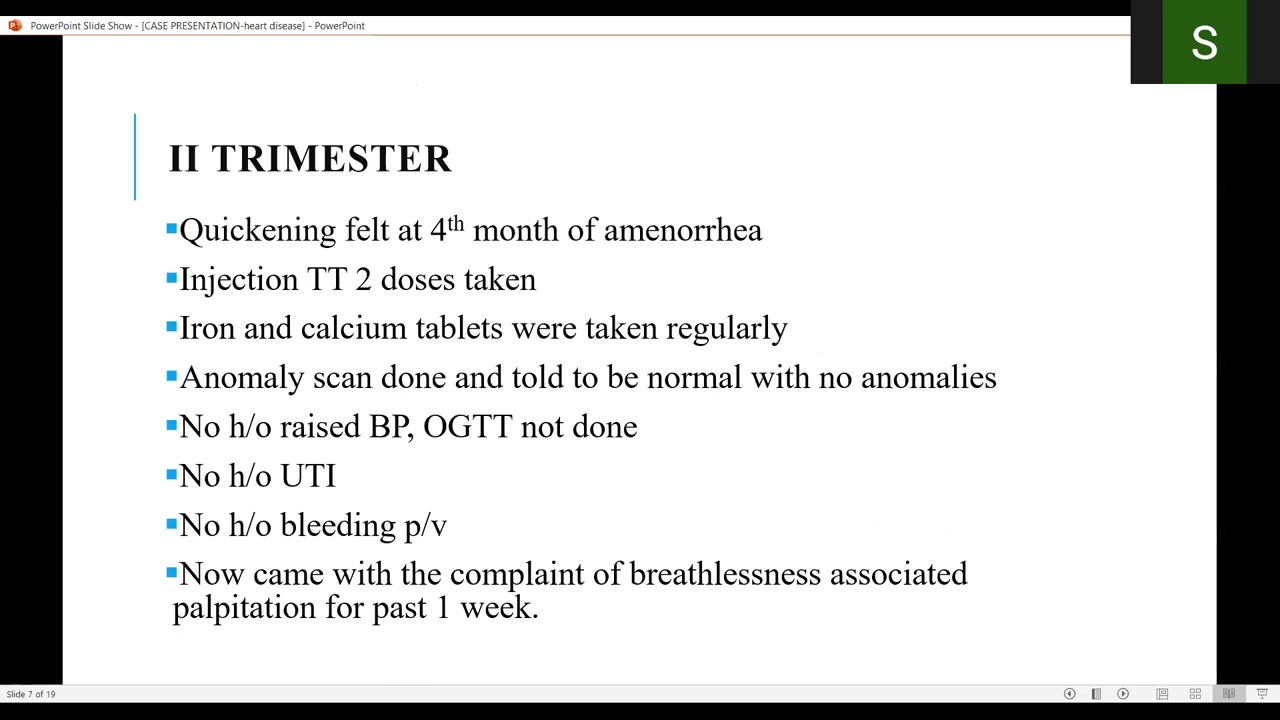 PowerPoint Slide Show - [CASE PRESENTATION-heart disease] - PowerPoint
S
II TRIMESTER
Quickening felt at 4th month of amenorrhea
Injection TT 2 doses taken
Iron and calcium tablets were taken regularly
Anomaly scan done and told to be normal with no anomalies
No h/o raised BP, OGTT not done
No h/o UTI
No h/o bleeding p/v
Now came with the complaint of breathlessness associated
palpitation for past 1 week.
Slide 7 of 19